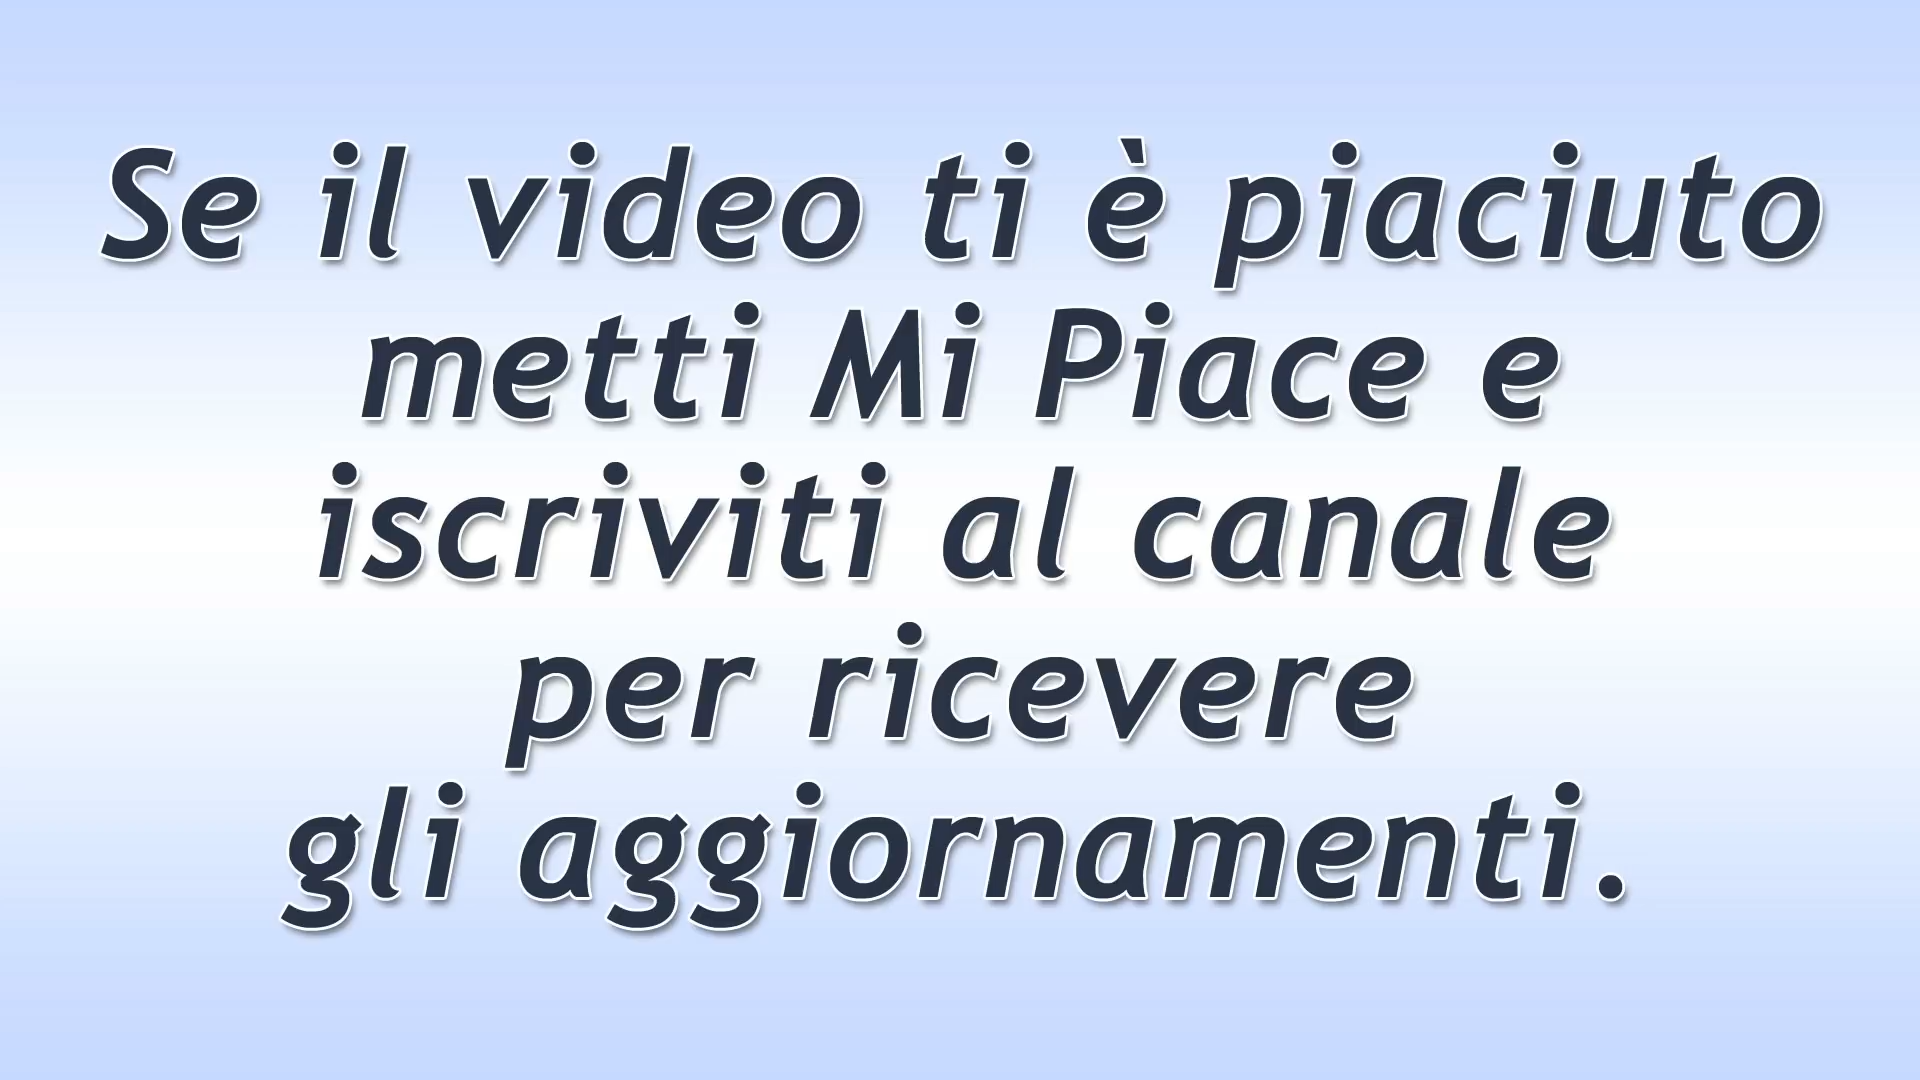 Se il video ti è piaciuto
metti Mi Piace e
iscriviti al canale
per ricevere
gli aggiornamenti.